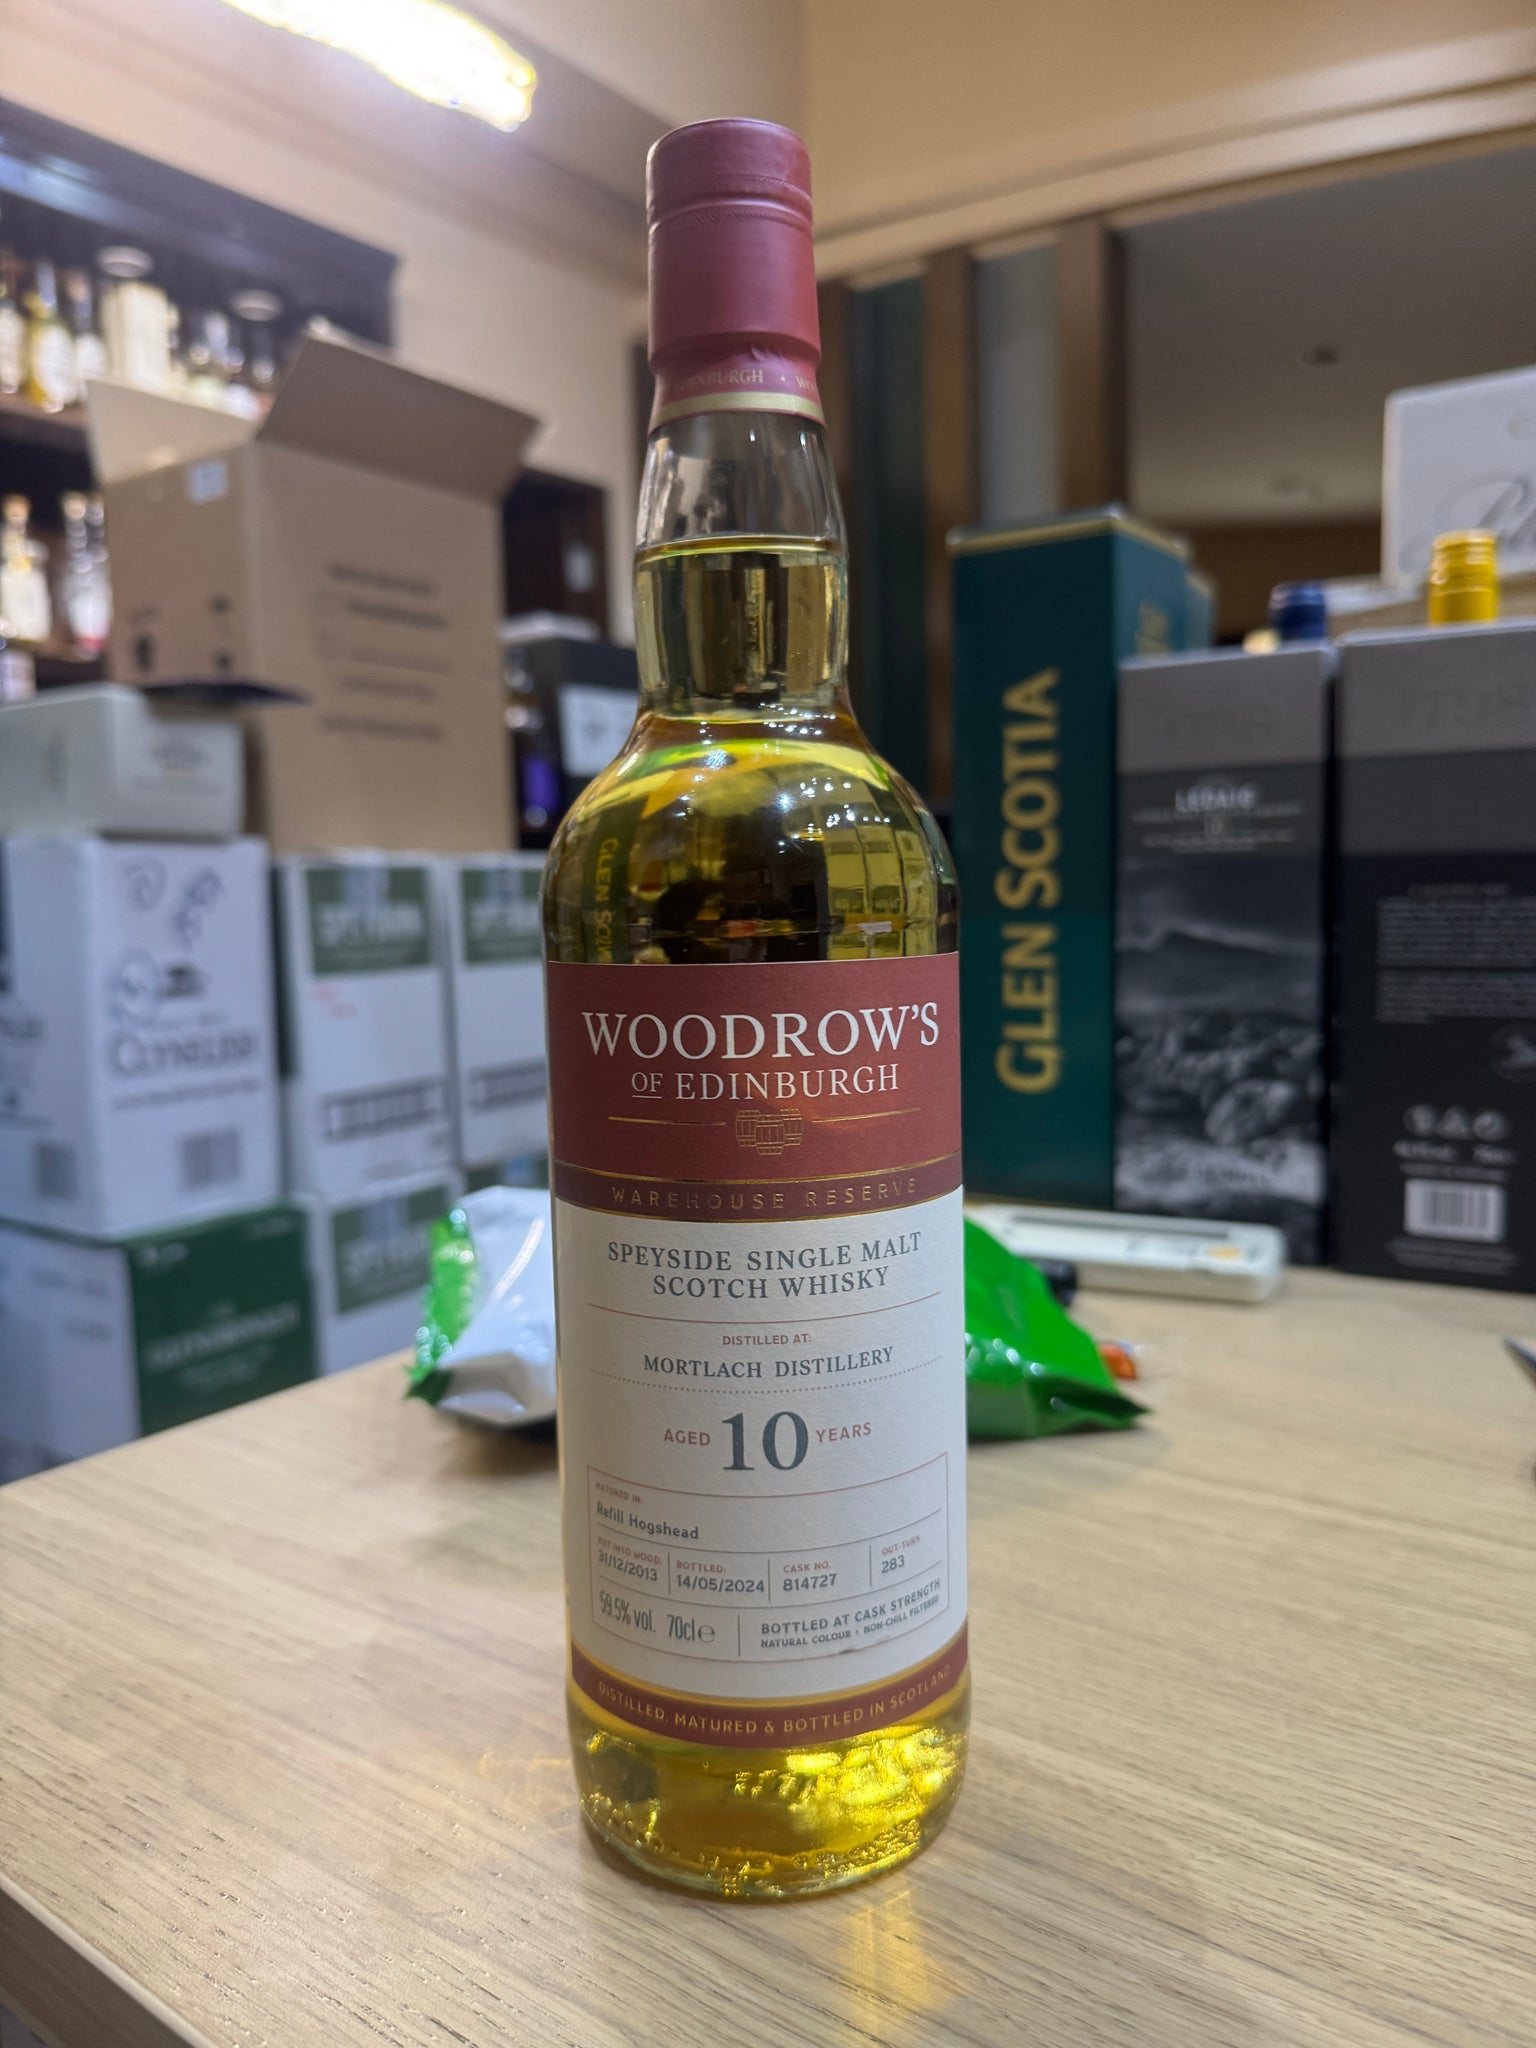 EDINBURGH
WOODROW'S
OF EDINBURGH
WAREHOUSE RESERVE
SPEYSIDE SINGLE MALT
SCOTCH WHISKY
DISTILLED AT:
MORTLACH DISTILLERY
AGED 10 YEARS
MATURED IN:
Refill Hogshead
PUT INTO WOOD:
31/12/2013
BOTTLED:
14/05/2024
CASK NO.
814727
OUT-TURN
283
59.5% vol. 70cl e
BOTTLED AT CASK STRENGTH
NATURAL COLOUR • NON-CHILL FILTERED
DISTILLED, MATURED & BOTTLED IN SCOTLAND
GLEN SCOTIA
LEDAIG
CLYNELISH